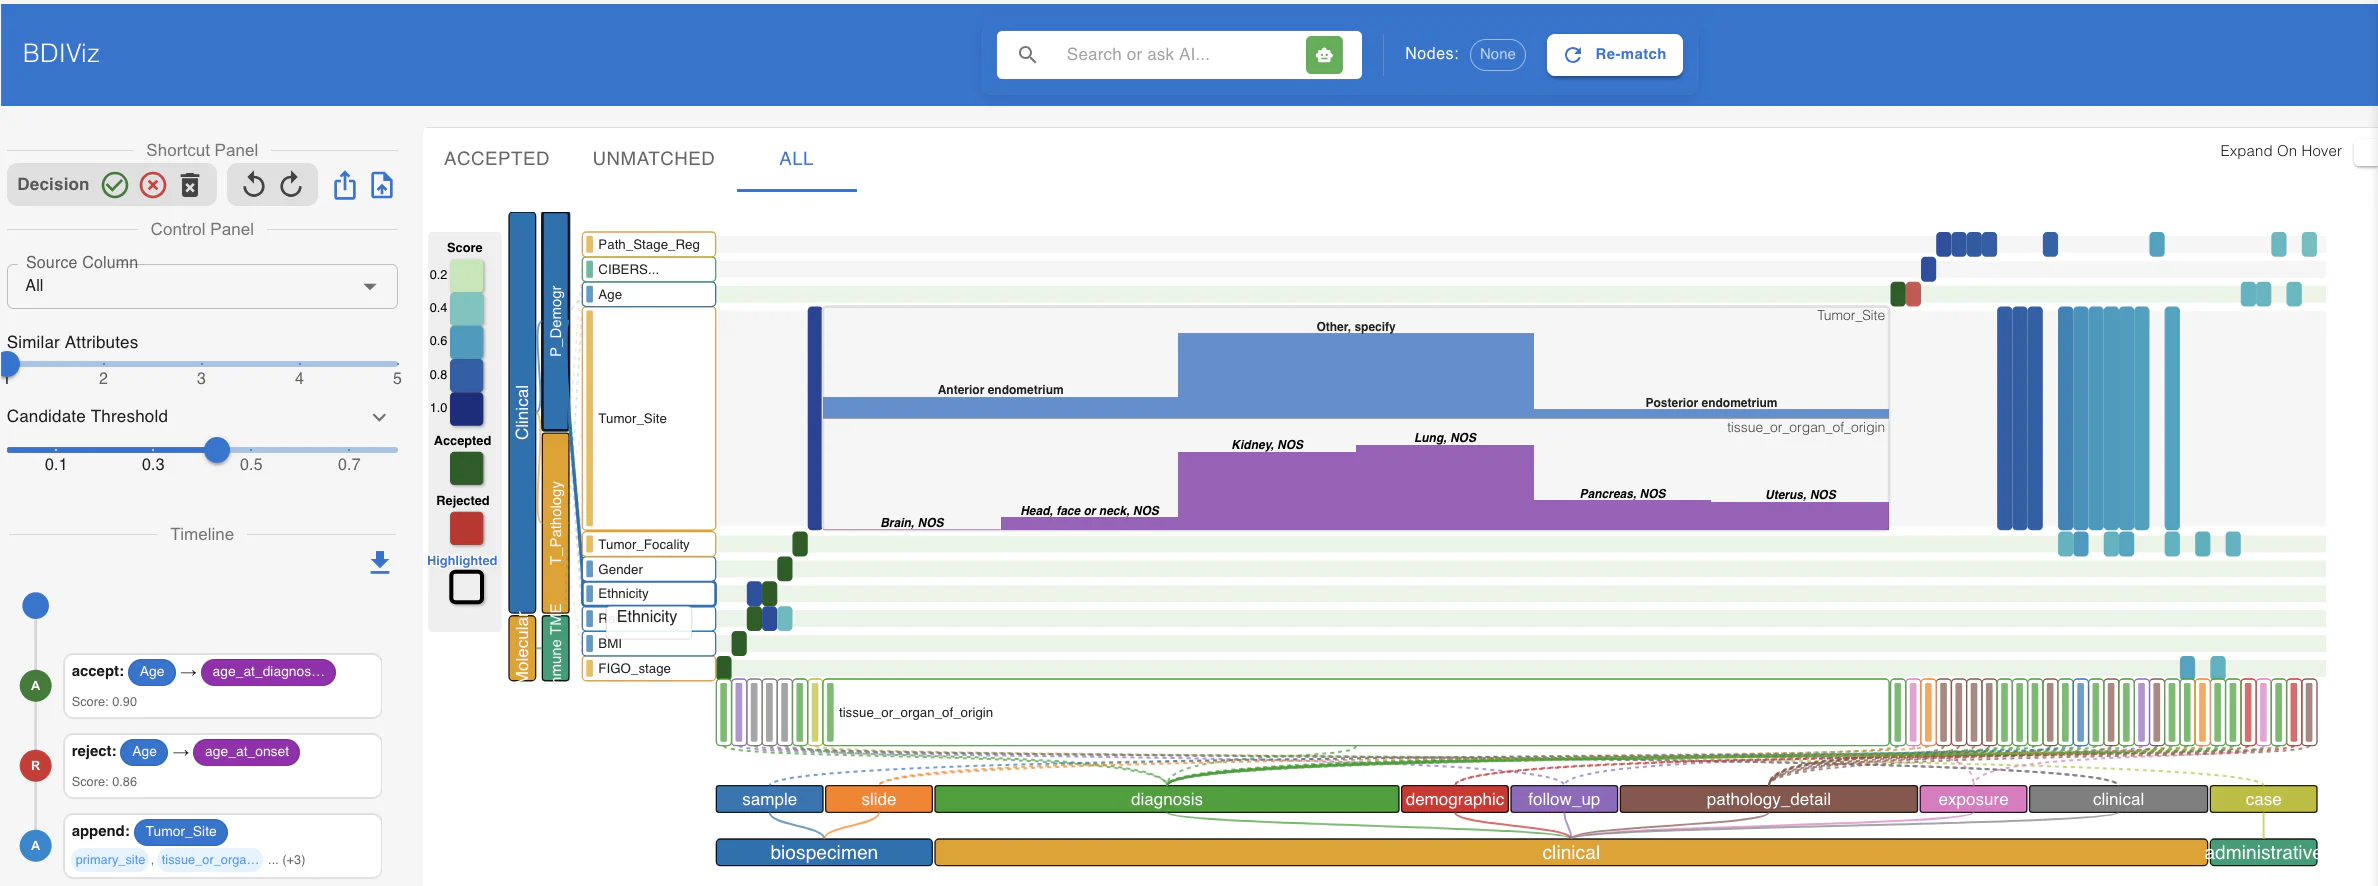 BDIViz
Search or ask AI...
Nodes: None
Re-match
Shortcut Panel
Decision
Control Panel
Source Column
All
Similar Attributes
2 3 4 5
Candidate Threshold
0.1 0.3 0.5 0.7
Timeline
A
accept: Age → age_at_diagnos...
Score: 0.90
R
reject: Age → age_at_onset
Score: 0.86
A
append: Tumor_Site
primary_site , tissue_or_orga... ... (+3)
ACCEPTED UNMATCHED ALL
Expand On Hover
Score
0.2
0.4
0.6
0.8
1.0
Accepted
Rejected
Highlighted
Clinical
Molecular
P_Demogr
T_Pathology
mmune TME
Path_Stage_Reg
CIBERS...
Age
Tumor_Site
Tumor_Focality
Gender
Ethnicity
Ethnicity
BMI
FIGO_stage
Tumor_Site
Other, specify
Anterior endometrium
Posterior endometrium
tissue_or_organ_of_origin
Kidney, NOS
Lung, NOS
Pancreas, NOS
Uterus, NOS
Head, face or neck, NOS
Brain, NOS
tissue_or_organ_of_origin
sample slide diagnosis demographic follow_up pathology_detail exposure clinical case
biospecimen clinical administrative